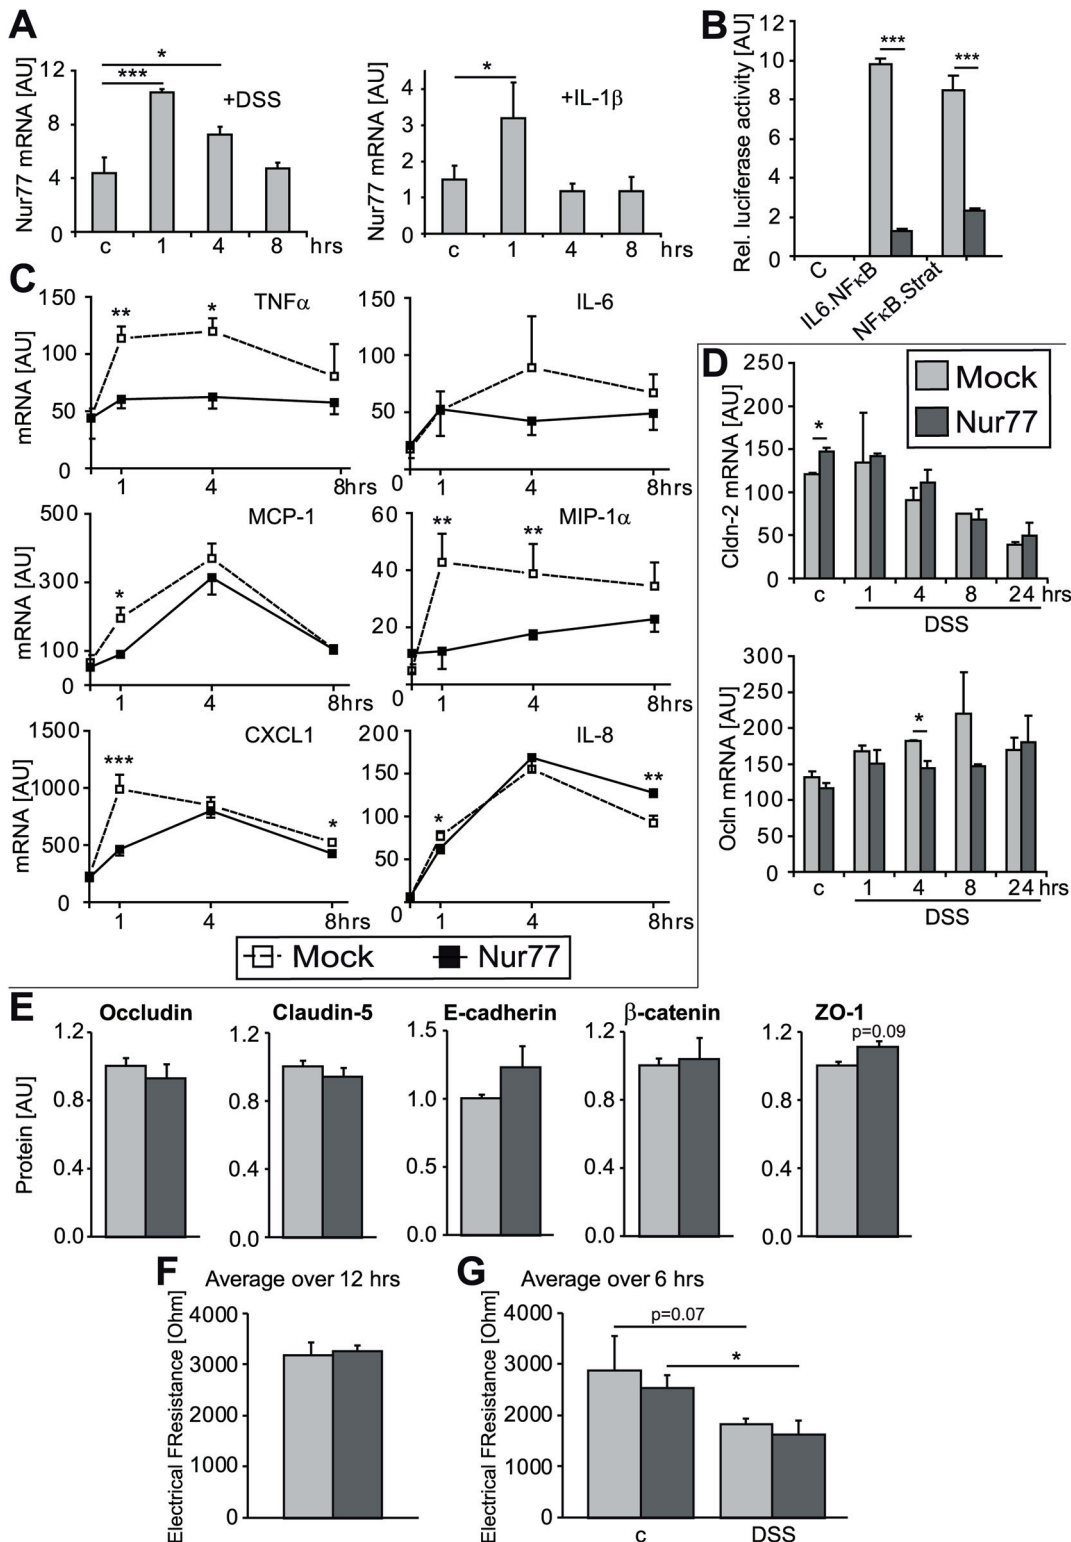 A
Nur77 mRNA [AU]
12
8
4
0
*
***
+DSS
c 1 4 8 hrs
Nur77 mRNA [AU]
4
3
2
1
0
*
+IL-1β
c 1 4 8 hrs
B
Rel. luciferase activity [AU]
12
10
8
6
4
2
0
***
***
C
IL6.NFκB
NFκB.Strat
C
mRNA [AU]
150
100
50
0
TNFα
**
*
1 4 8hrs
150
100
50
0
IL-6
1 4 8hrs
mRNA [AU]
500
300
100
0
MCP-1
*
1 4 8hrs
60
40
20
0
MIP-1α
**
**
1 4 8hrs
mRNA [AU]
1500
1000
500
0
CXCL1
***
*
1 4 8hrs
200
150
100
50
0
IL-8
*
**
1 4 8hrs
Mock Nur77
D
Cldn-2 mRNA [AU]
250
200
150
100
50
0
Mock
Nur77
*
c 1 4 8 24 hrs
DSS
Ocln mRNA [AU]
300
250
200
150
100
50
0
*
c 1 4 8 24 hrs
DSS
E
Protein [AU]
Occludin
1.2
0.8
0.4
0.0
Claudin-5
1.2
0.8
0.4
0.0
E-cadherin
1.5
1.0
0.5
0.0
β-catenin
1.2
0.8
0.4
0.0
ZO-1
p=0.09
1.2
0.8
0.4
0.0
F
Average over 12 hrs
Electrical FResistance [Ohm]
4000
3000
2000
1000
0
G
Average over 6 hrs
Electrical FResistance [Ohm]
4000
3000
2000
1000
0
p=0.07
*
c DSS